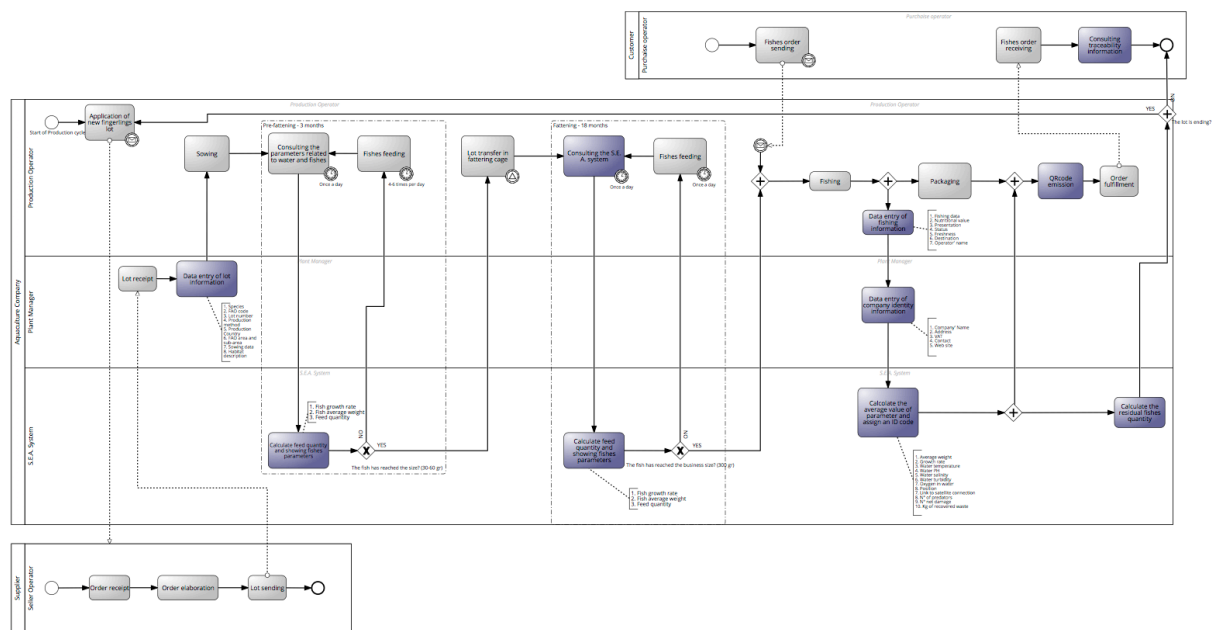 Purchase operator
Customer
Purchaise operator
Fishes order
sending
Fishes order
receiving
Consulting
traceability
information
Aquaculture Company
Production Operator
Production Operator
Production Operator
Start of Production cycle
Application of
new fingerlings
lot
Sowing
Pre-fattening - 3 months
Consulting the
parameters related
to water and fishes
Once a day
Fishes feeding
4-6 times per day
Lot transfer in
fattering cage
Fattening - 18 months
Consulting the S.E.
A. system
Once a day
Fishes feeding
Once a day
Fishing
Packaging
QRcode
emission
Order
fulfillment
YES
NO
The lot is ending?
Data entry of
fishing
information
1. Fishing data
2. Nutritional value
3. Presentation
4. Status
5. Freshness
6. Destination
7. Operator' name
Plant Manager
Plant Manager
Plant Manager
Lot receipt
Data entry of lot
information
1. Species
2. FAO code
3. Lot number
4. Production
method
5. Production
Country
6. FAO area and
sub-area
7. Sowing data
8. Habitat
description
Data entry of
company identity
information
1. Company' Name
2. Address
3. VAT
4. Contact
5. Web site
S.E.A. System
S.E.A. System
S.E.A. System
1. Fish growth rate
2. Fish average weight
3. Feed quantity
Calculate feed quantity
and showing fishes
parameters
NO
YES
The fish has reached the size? (30-60 gr)
Calculate feed
quantity and
showing fishes
parameters
NO
YES
The fish has reached the business size? (300 gr)
1. Fish growth rate
2. Fish average weight
3. Feed quantity
Calcolate the
average value of
parameter and
assign an ID code
1. Average weight
2. Growth rate
3. Water temperature
4. Water PH
5. Water salinity
6. Water turbidity
7. Oxygen in water
8. Position
7. Link to satellite connection
8. N° of predators
9. N° net damage
10. Kg of recovered waste
Calculate the
residual fishes
quantity
Supplier
Seller Operator
Order receipt
Order elaboration
Lot sending